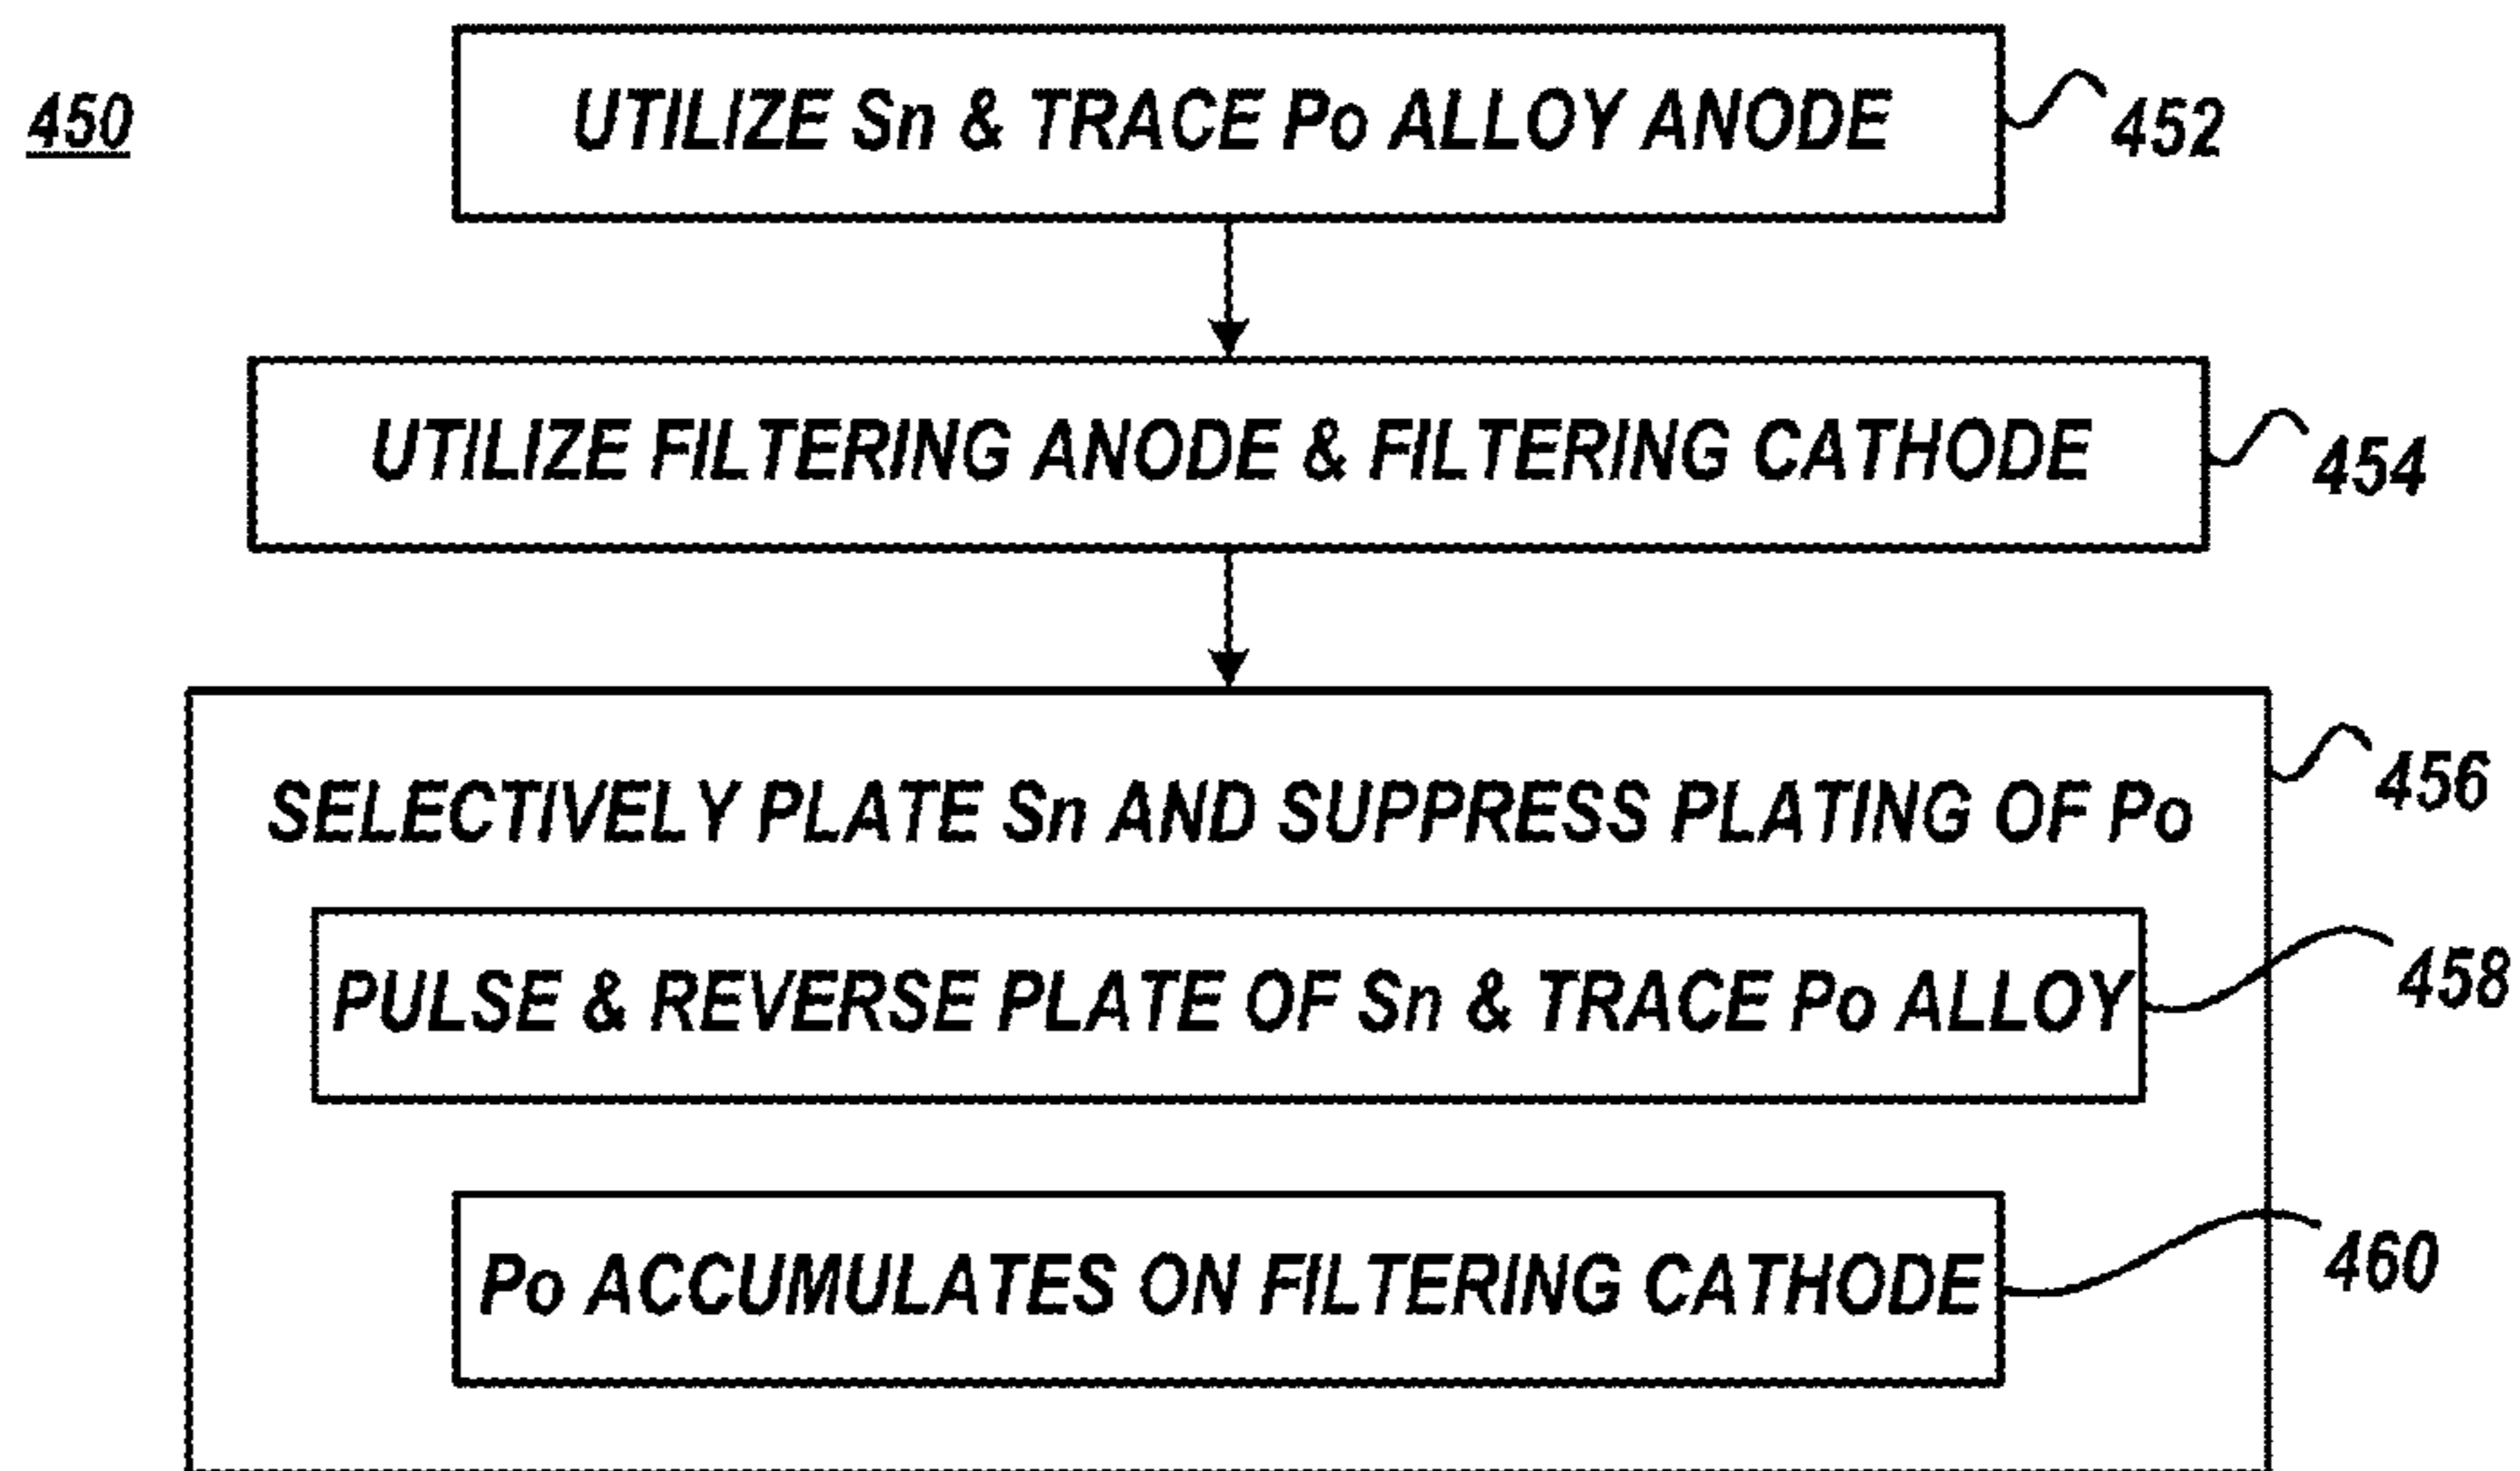 450
UTILIZE Sn & TRACE Po ALLOY ANODE
452
UTILIZE FILTERING ANODE & FILTERING CATHODE
454
SELECTIVELY PLATE Sn AND SUPPRESS PLATING OF Po
456
PULSE & REVERSE PLATE OF Sn & TRACE Po ALLOY
458
Po ACCUMULATES ON FILTERING CATHODE
460